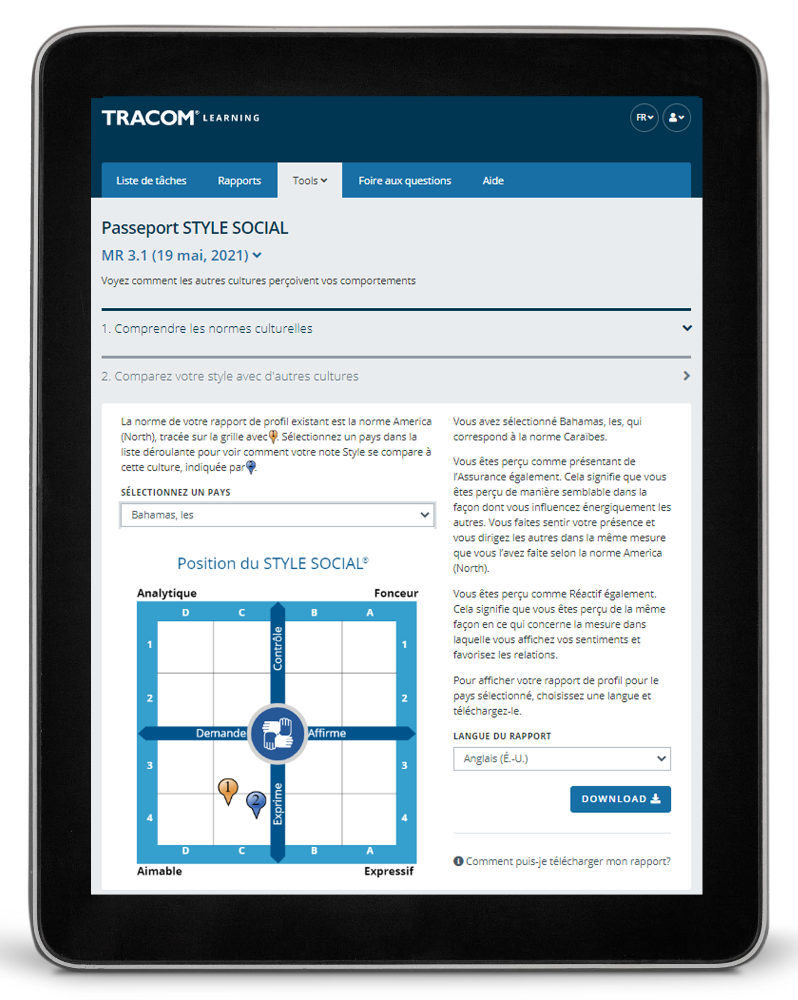 TRACOM® LEARNING
FR
Liste de tâches
Rapports
Tools
Foire aux questions
Aide
Passeport STYLE SOCIAL
MR 3.1 (19 mai, 2021)
Voyez comment les autres cultures perçoivent vos comportements
1. Comprendre les normes culturelles
2. Comparez votre style avec d'autres cultures
La norme de votre rapport de profil existant est la norme America
(North), tracée sur la grille avec 1. Sélectionnez un pays dans la
liste déroulante pour voir comment votre note Style se compare à
cette culture, indiquée par 2.
SÉLECTIONNEZ UN PAYS
Bahamas, les
Position du STYLE SOCIAL®
Analytique
Fonceur
D C B A
Contrôle
1 1
2 2
Demande
Affirme
3 3
Exprime
1
2
4 4
D C B A
Aimable
Expressif
Vous avez sélectionné Bahamas, les, qui
correspond à la norme Caraïbes.
Vous êtes perçu comme présentant de
l'Assurance également. Cela signifie que vous
êtes perçu de manière semblable dans la
façon dont vous influencez énergiquement les
autres. Vous faites sentir votre présence et
vous dirigez les autres dans la même mesure
que vous l'avez faite selon la norme America
(North).
Vous êtes perçu comme Réactif également.
Cela signifie que vous êtes perçu de la même
façon en ce qui concerne la mesure dans
laquelle vous affichez vos sentiments et
favorisez les relations.
Pour afficher votre rapport de profil pour le
pays sélectionné, choisissez une langue et
téléchargez-le.
LANGUE DU RAPPORT
Anglais (É.-U.)
DOWNLOAD
Comment puis-je télécharger mon rapport?